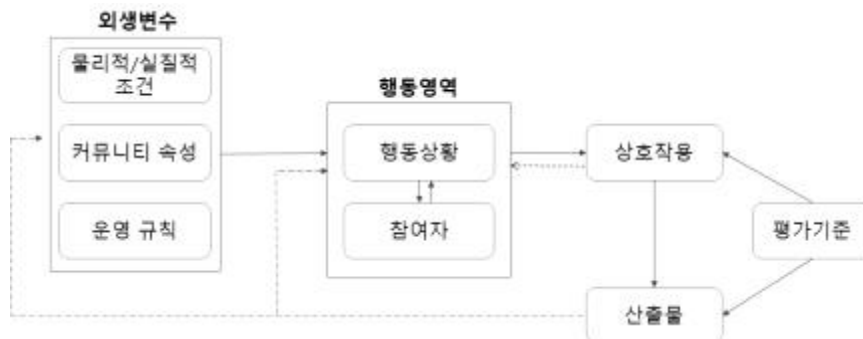 외생변수
물리적/실질적
조건
커뮤니티 속성
운영 규칙
행동영역
행동상황
참여자
상호작용
산출물
평가기준